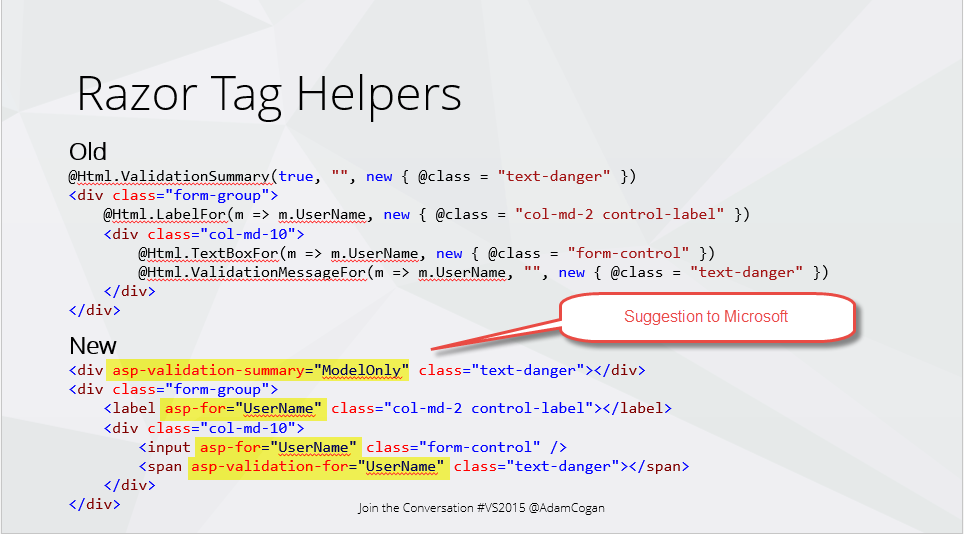 Razor Tag Helpers
Old
@Html.ValidationSummary(true, "", new { @class = "text-danger" })
<div class="form-group">
    @Html.LabelFor(m => m.UserName, new { @class = "col-md-2 control-label" })
    <div class="col-md-10">
        @Html.TextBoxFor(m => m.UserName, new { @class = "form-control" })
        @Html.ValidationMessageFor(m => m.UserName, "", new { @class = "text-danger" })
    </div>
</div>
Suggestion to Microsoft
New
<div asp-validation-summary="ModelOnly" class="text-danger"></div>
<div class="form-group">
    <label asp-for="UserName" class="col-md-2 control-label"></label>
    <div class="col-md-10">
        <input asp-for="UserName" class="form-control" />
        <span asp-validation-for="UserName" class="text-danger"></span>
    </div>
</div>
Join the Conversation #VS2015 @AdamCogan